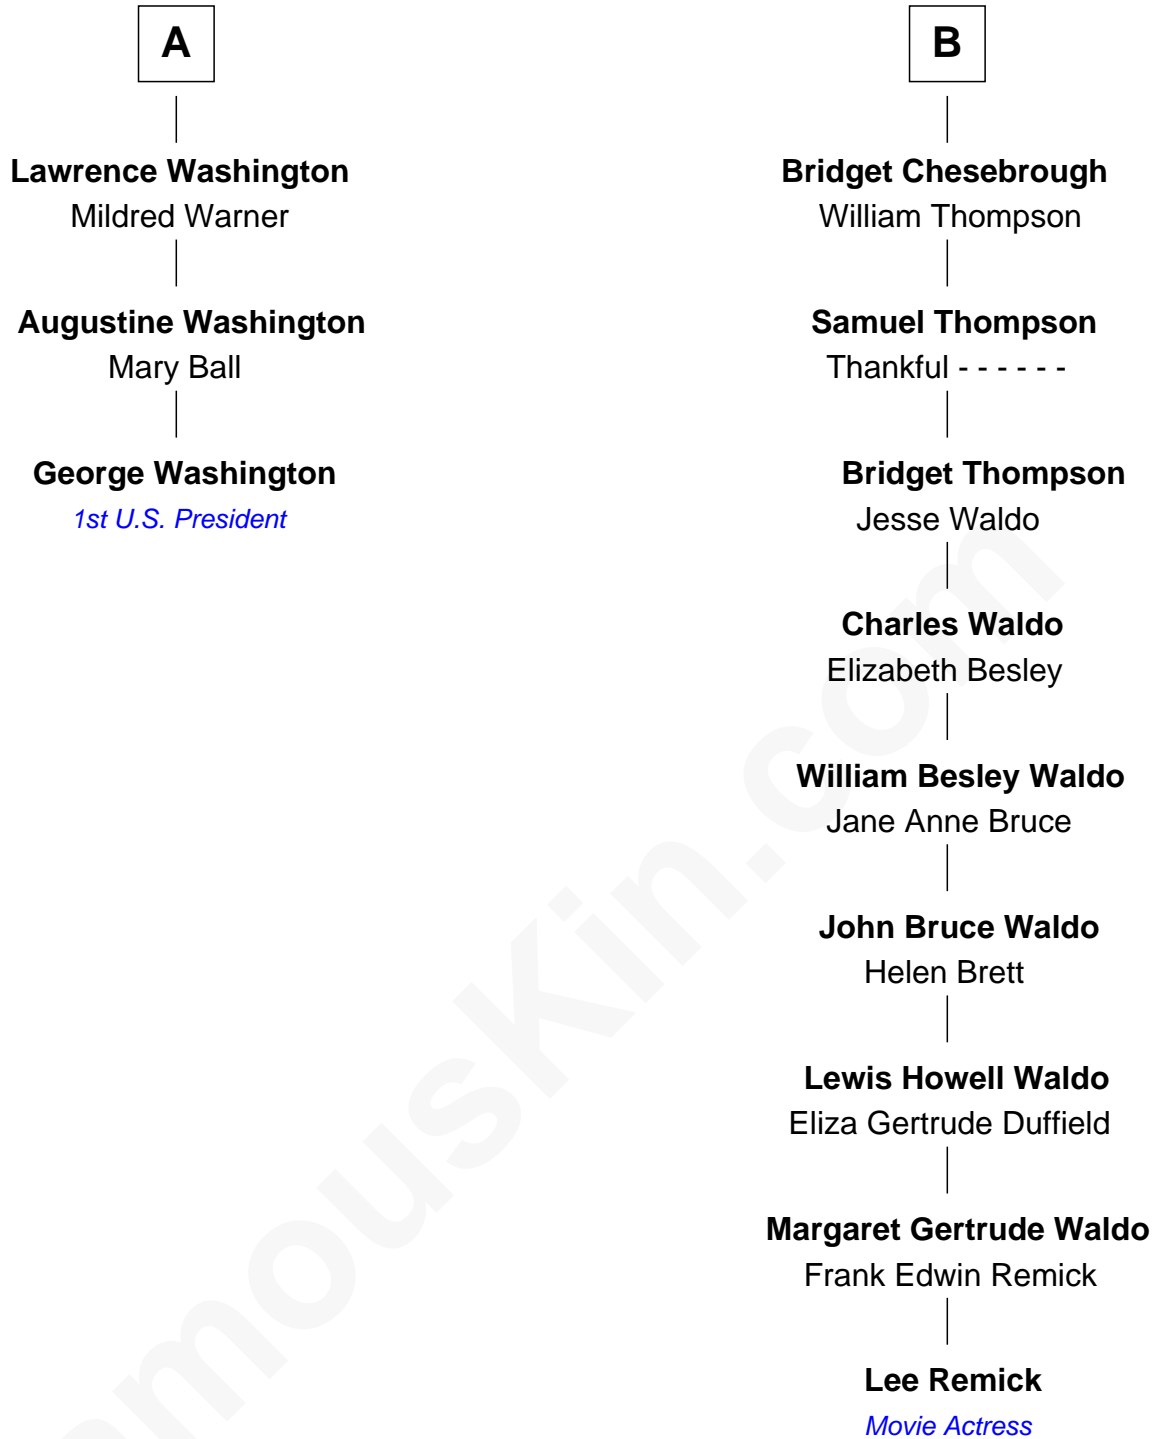 A
Lawrence Washington
Mildred Warner
Augustine Washington
Mary Ball
George Washington
1st U.S. President
B
Bridget Chesebrough
William Thompson
Samuel Thompson
Thankful - - - - - -
Bridget Thompson
Jesse Waldo
Charles Waldo
Elizabeth Besley
William Besley Waldo
Jane Anne Bruce
John Bruce Waldo
Helen Brett
Lewis Howell Waldo
Eliza Gertrude Duffield
Margaret Gertrude Waldo
Frank Edwin Remick
Lee Remick
Movie Actress
amouskin.com